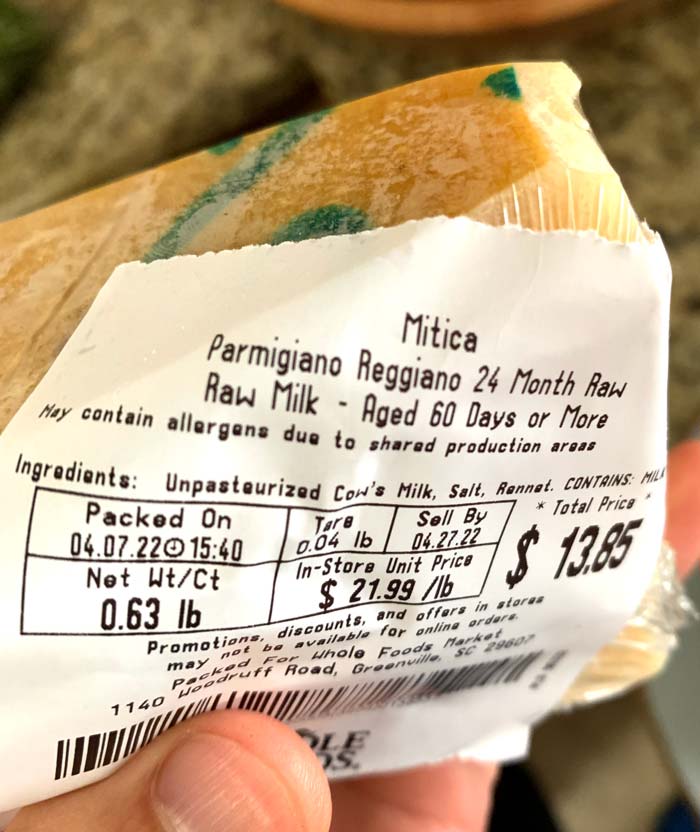 Mitica
Parmigiano Reggiano 24 Month Raw
Raw Milk - Aged 60 Days or More
May contain allergens due to shared production areas
Ingredients: Unpasteurized Cow's Milk, Salt, Rennet. CONTAINS: MIL
Packed On
04.07.22 15:40
Tare
0.04 lb
Sell By
04.27.22
* Total Price *
$ 13.85
Net Wt/Ct
0.63 lb
In-Store Unit Price
$ 21.99 /lb
Promotions, discounts, and offers in stores
may not be available for online orders.
Packed For Whole Foods Market
1140 Woodruff Road, Greenville, SC 29607
OLE
DS.